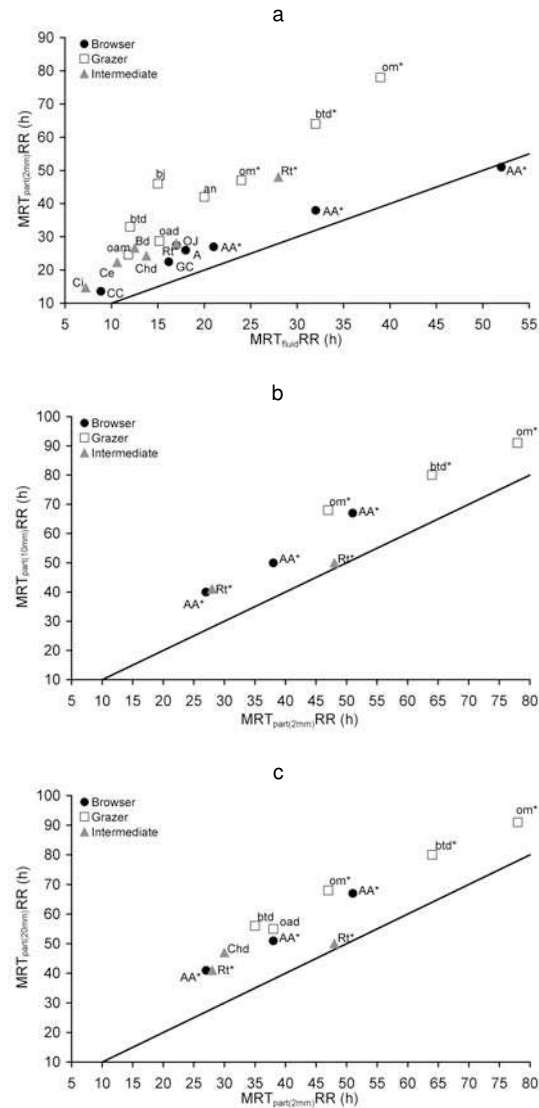 a
90
80
70
60
50
40
30
20
10
MRTpart(2mm)RR (h)
Browser
Grazer
Intermediate
om*
btd*
bj
om*
Rt*
an
AA*
AA*
btd
Bd
oad
OJ
AA*
oam
Rt*
A
Ce
Chd
GC
Ci
CC
5 10 15 20 25 30 35 40 45 50 55
MRTfluidRR (h)
b
100
90
80
70
60
50
40
30
20
10
MRTpart(10mm)RR (h)
Browser
Grazer
Intermediate
om*
btd*
om*
AA*
AA*
Rt*
Rt*
AA*
5 10 15 20 25 30 35 40 45 50 55 60 65 70 75 80
MRTpart(2mm)RR (h)
c
100
90
80
70
60
50
40
30
20
10
MRTpart(20mm)RR (h)
Browser
Grazer
Intermediate
om*
btd*
om*
AA*
btd
oad
AA*
Chd
Rt*
AA*
Rt*
5 10 15 20 25 30 35 40 45 50 55 60 65 70 75 80
MRTpart(2mm)RR (h)